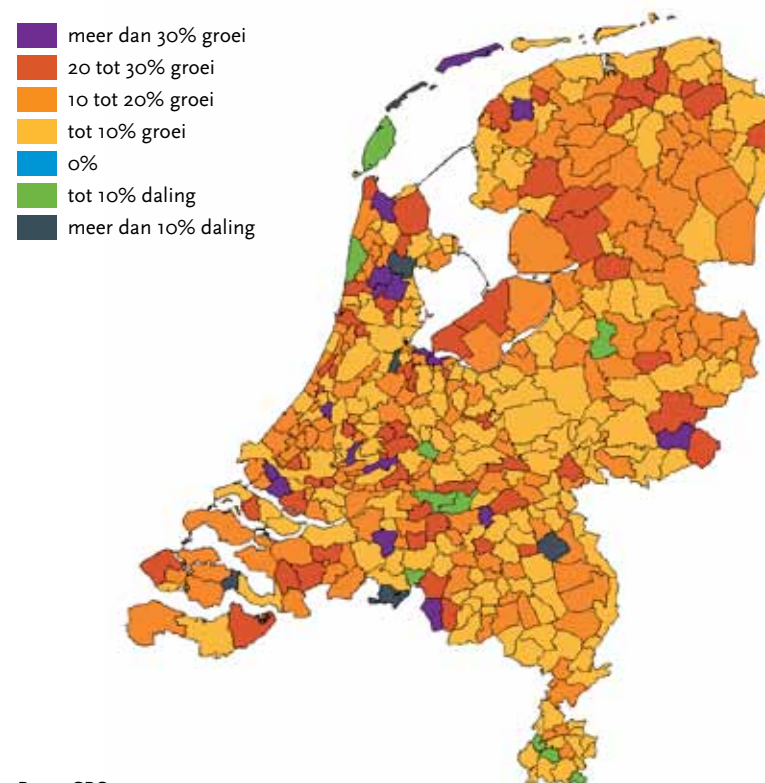 meer dan 30% groei
20 tot 30% groei
10 tot 20% groei
tot 10% groei
0%
tot 10% daling
meer dan 10% daling